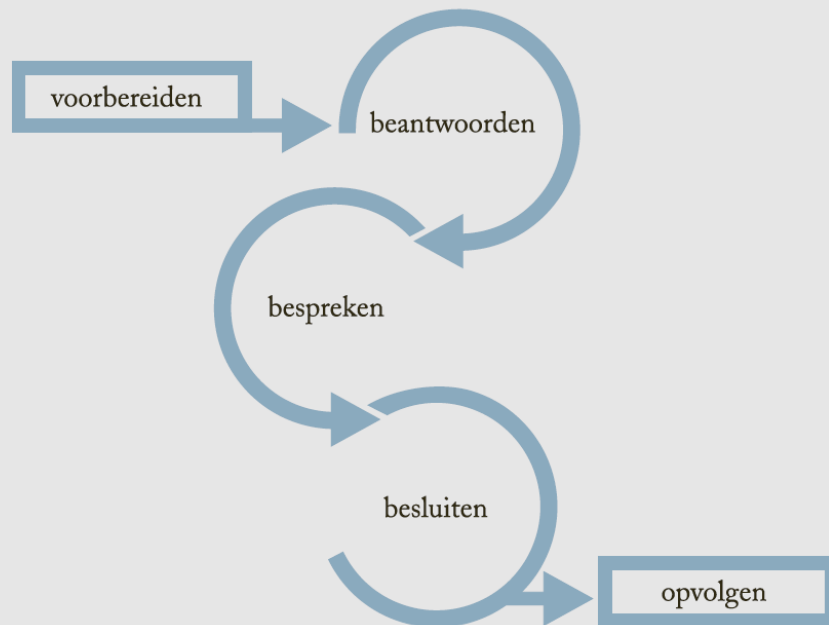 voorbereiden
beantwoorden
bespreken
besluiten
opvolgen